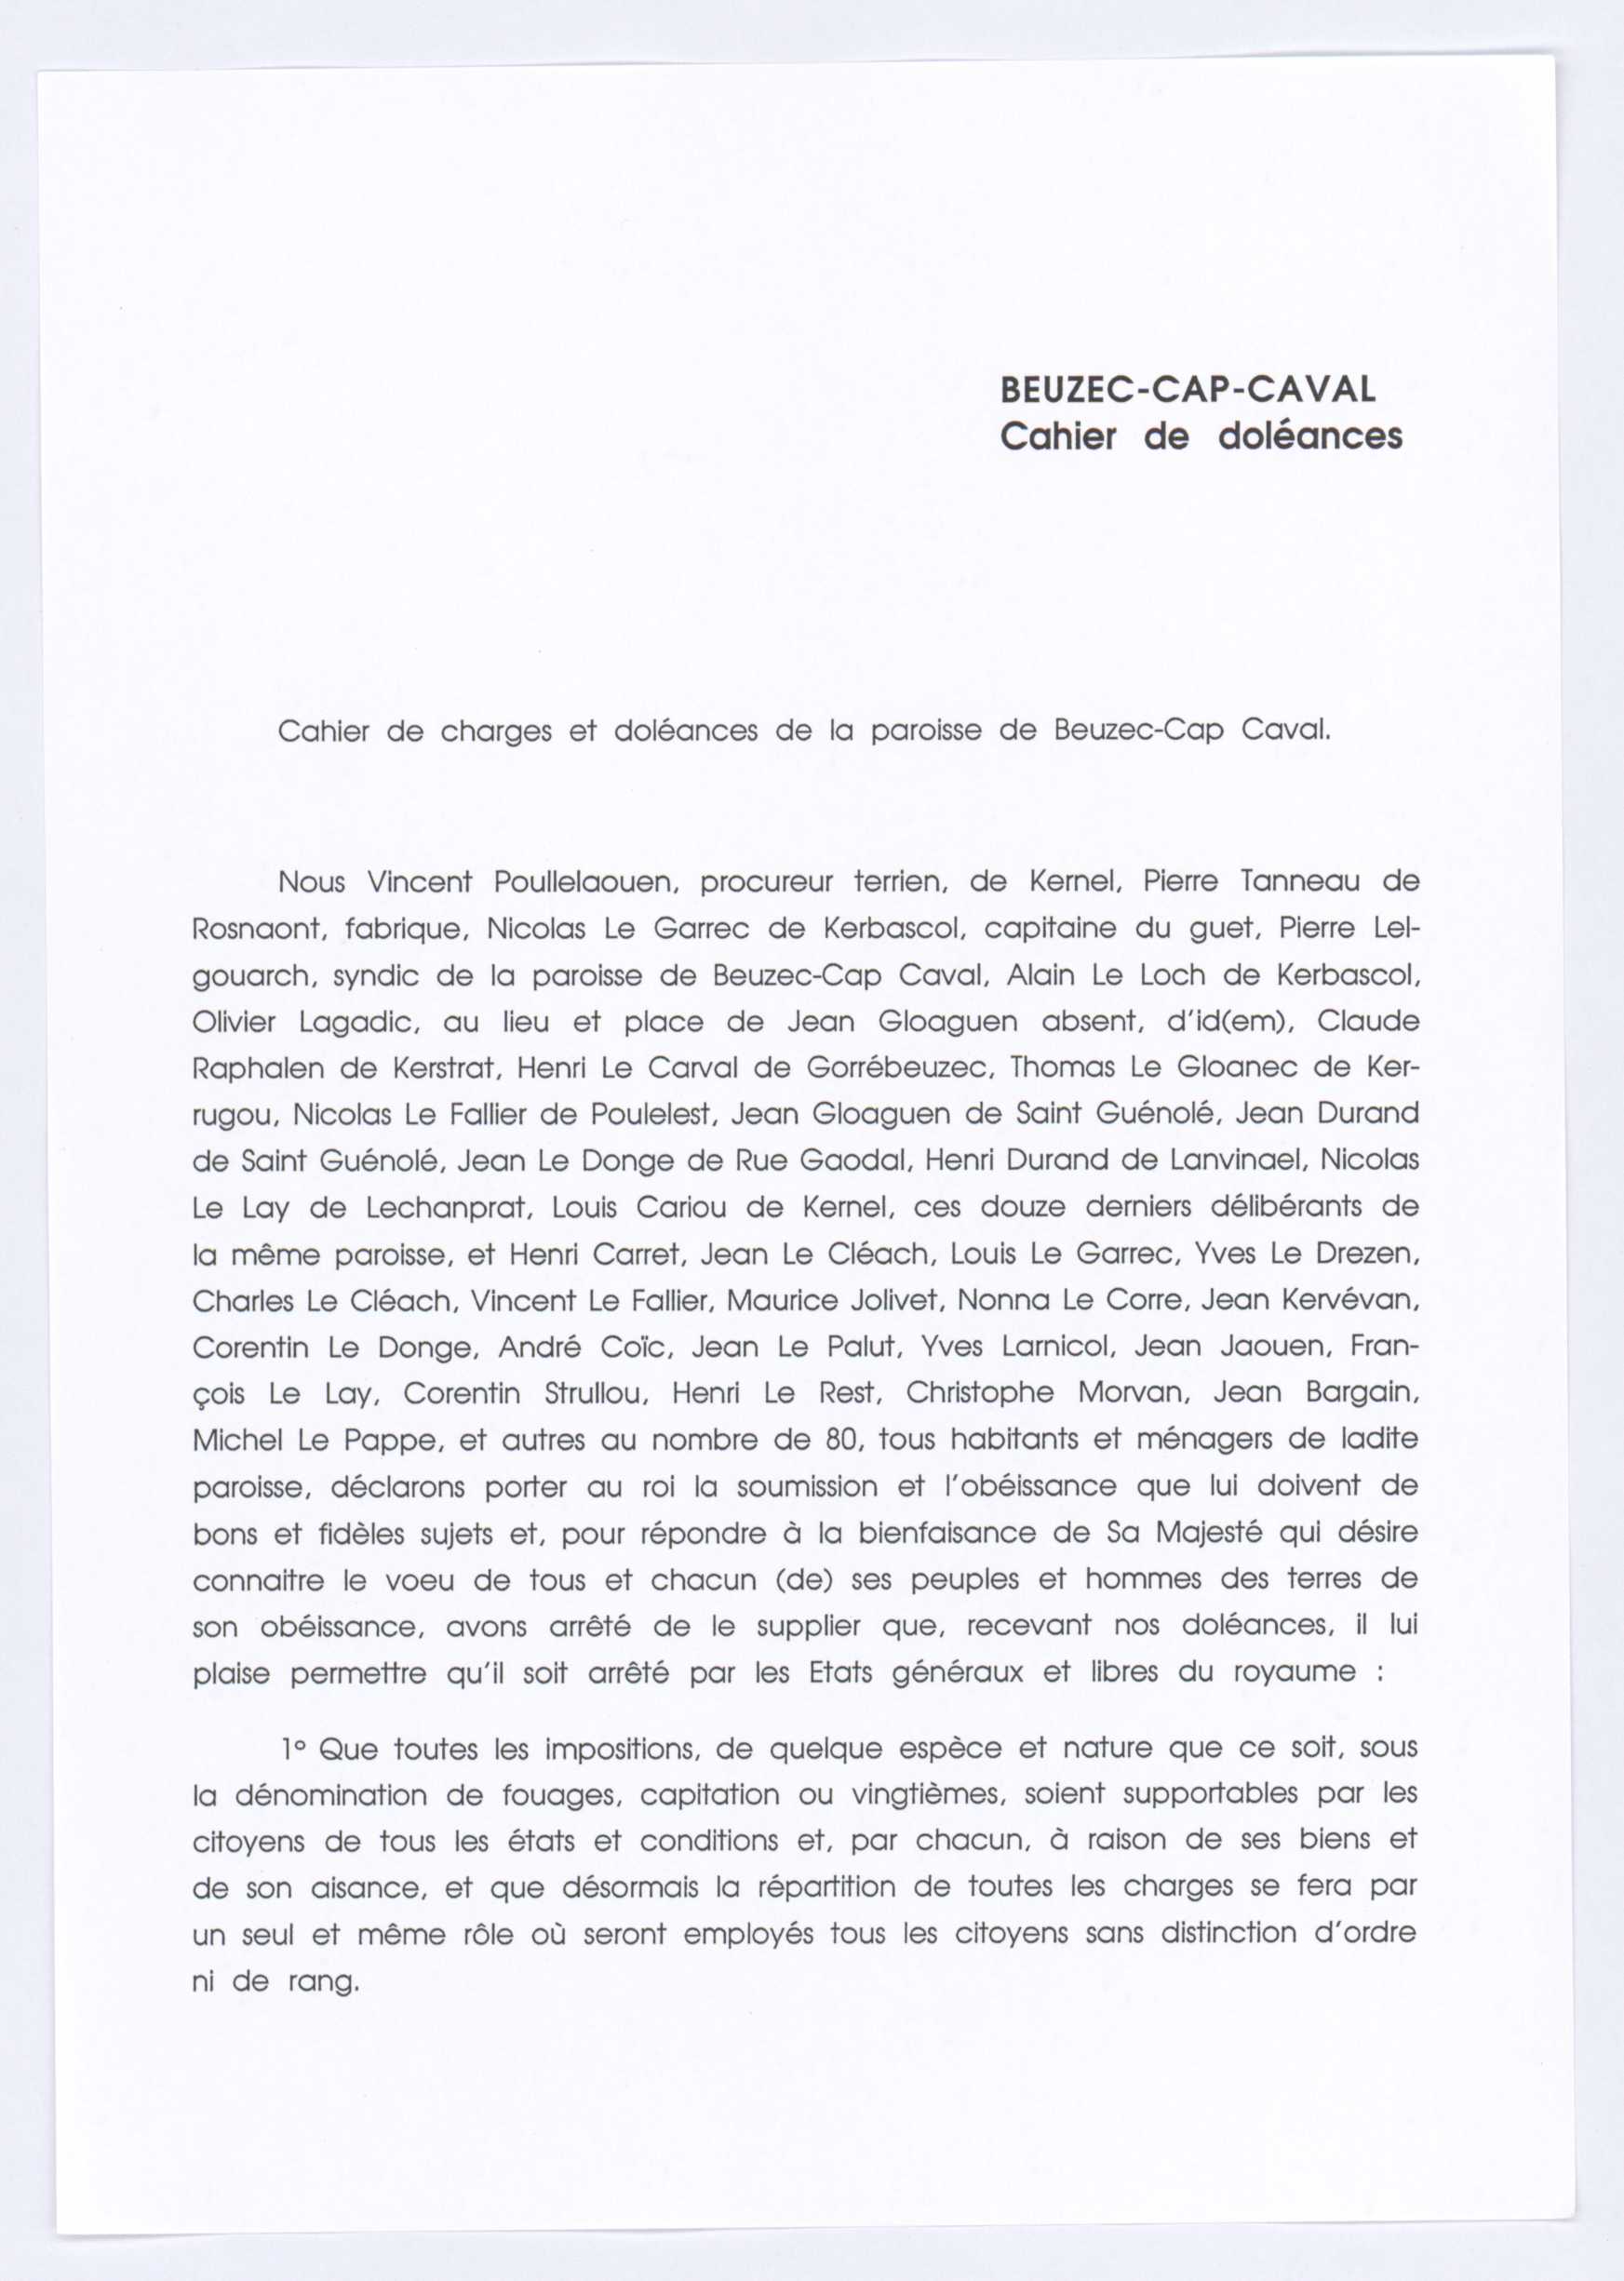 BEUZEC-CAP-CAVAL
Cahier de doléances
Cahier de charges et doléances de la paroisse de Beuzec-Cap Caval.
Nous Vincent Poullelaouen, procureur terrien, de Kernel, Pierre Tanneau de
Rosnaont, fabrique, Nicolas Le Garrec de Kerbascol, capitaine du guet, Pierre Lel-
gouarch, syndic de la paroisse de Beuzec-Cap Caval, Alain Le Loch de Kerbascol,
Olivier Lagadic, au lieu et place de Jean Gloaguen absent, d'id(em), Claude
Raphalen de Kerstrat, Henri Le Carval de Gorrébeuzec, Thomas Le Gloanec de Ker-
rugou, Nicolas Le Fallier de Poulelest, Jean Gloaguen de Saint Guénolé, Jean Durand
de Saint Guénolé, Jean Le Donge de Rue Gaodal, Henri Durand de Lanvinael, Nicolas
Le Lay de Lechanprat, Louis Cariou de Kernel, ces douze derniers délibérants de
la même paroisse, et Henri Carret, Jean Le Cléach, Louis Le Garrec, Yves Le Drezen,
Charles Le Cléach, Vincent Le Fallier, Maurice Jolivet, Nonna Le Corre, Jean Kervévan,
Corentin Le Donge, André Coïc, Jean Le Palut, Yves Larnicol, Jean Jaouen, Fran-
çois Le Lay, Corentin Strullou, Henri Le Rest, Christophe Morvan, Jean Bargain,
Michel Le Pappe, et autres au nombre de 80, tous habitants et ménagers de ladite
paroisse, déclarons porter au roi la soumission et l'obéissance que lui doivent de
bons et fidèles sujets et, pour répondre à la bienfaisance de Sa Majesté qui désire
connaitre le voeu de tous et chacun (de) ses peuples et hommes des terres de
son obéissance, avons arrêté de le supplier que, recevant nos doléances, il lui
plaise permettre qu'il soit arrêté par les Etats généraux et libres du royaume :
1° Que toutes les impositions, de quelque espèce et nature que ce soit, sous
la dénomination de fouages, capitation ou vingtièmes, soient supportables par les
citoyens de tous les états et conditions et, par chacun, à raison de ses biens et
de son aisance, et que désormais la répartition de toutes les charges se fera par
un seul et même rôle où seront employés tous les citoyens sans distinction d'ordre
ni de rang.